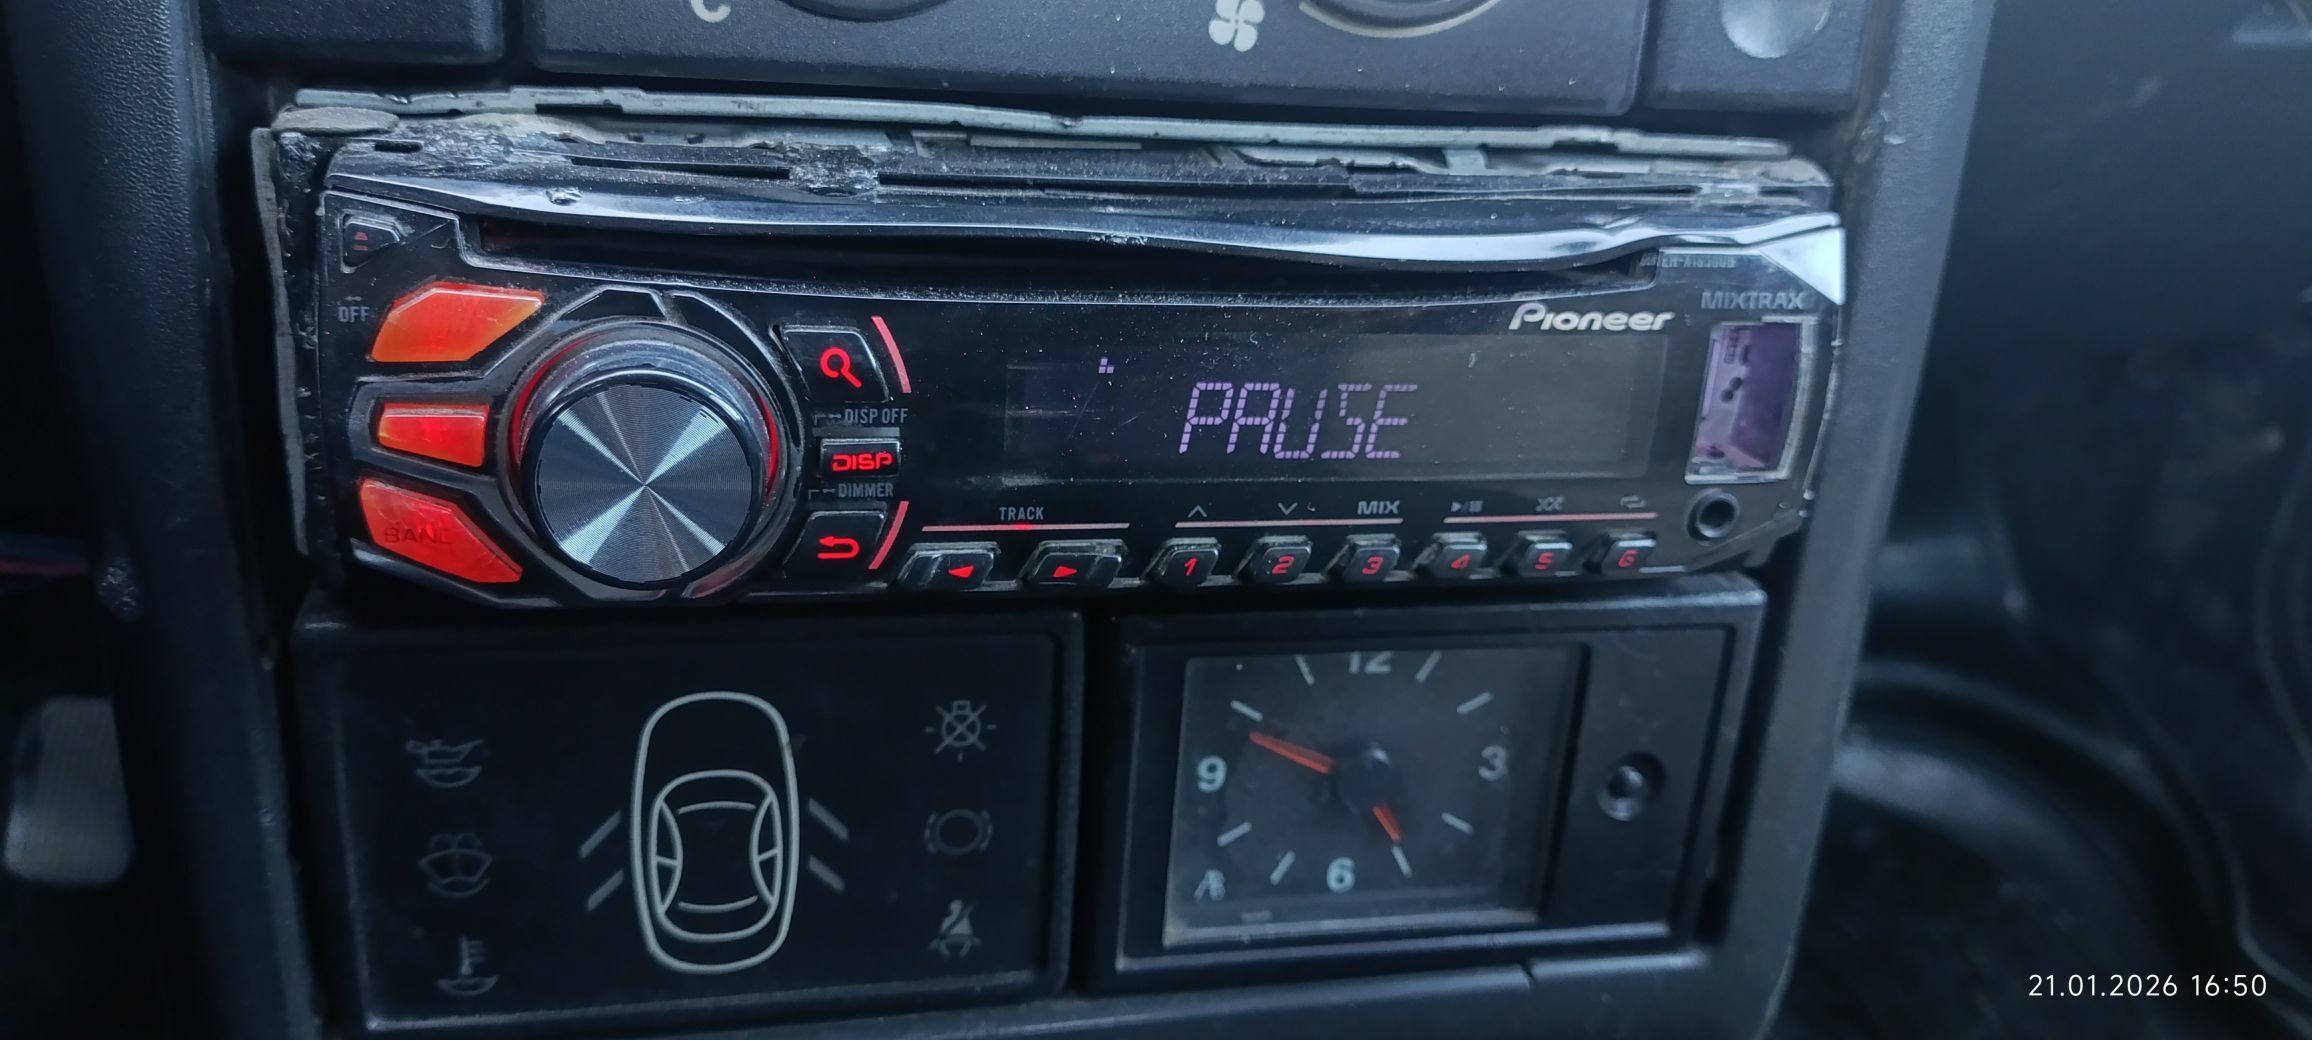 MIXTRAX
OFF
Pioneer
DISP OFF
PAUSE
DISP
DIMMER
BAND
TRACK
MIX
1 2 3 4 5 6
12
9 3
6
21.01.2026 16:50